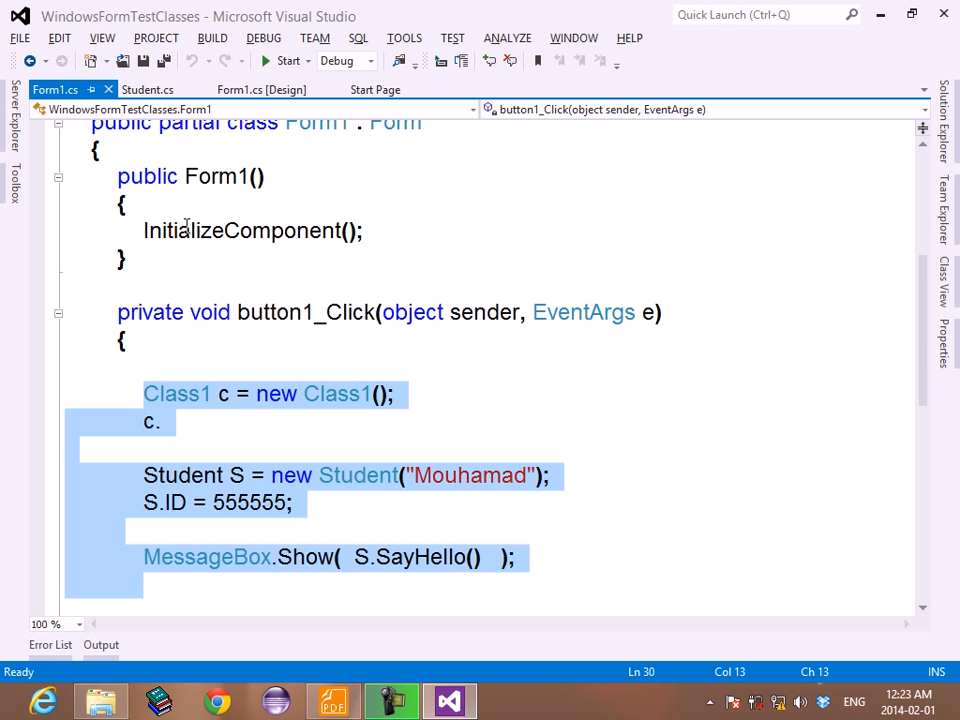 WindowsFormTestClasses - Microsoft Visual Studio
Quick Launch (Ctrl+Q)
FILE EDIT VIEW PROJECT BUILD DEBUG TEAM SQL TOOLS TEST ANALYZE WINDOW HELP
Start Debug
Form1.cs Student.cs Form1.cs [Design] Start Page
WindowsFormTestClasses.Form1 button1_Click(object sender, EventArgs e)
public partial class Form1 : Form
{
public Form1()
{
InitializeComponent();
}
private void button1_Click(object sender, EventArgs e)
{
Class1 c = new Class1();
c.
Student S = new Student("Mouhamad");
S.ID = 555555;
MessageBox.Show( S.SayHello() );
100 %
Error List Output
Ready Ln 30 Col 13 Ch 13 INS
Server Explorer
Toolbox
Solution Explorer
Team Explorer
Class View
Properties
PDF
ENG
12:23 AM
2014-02-01